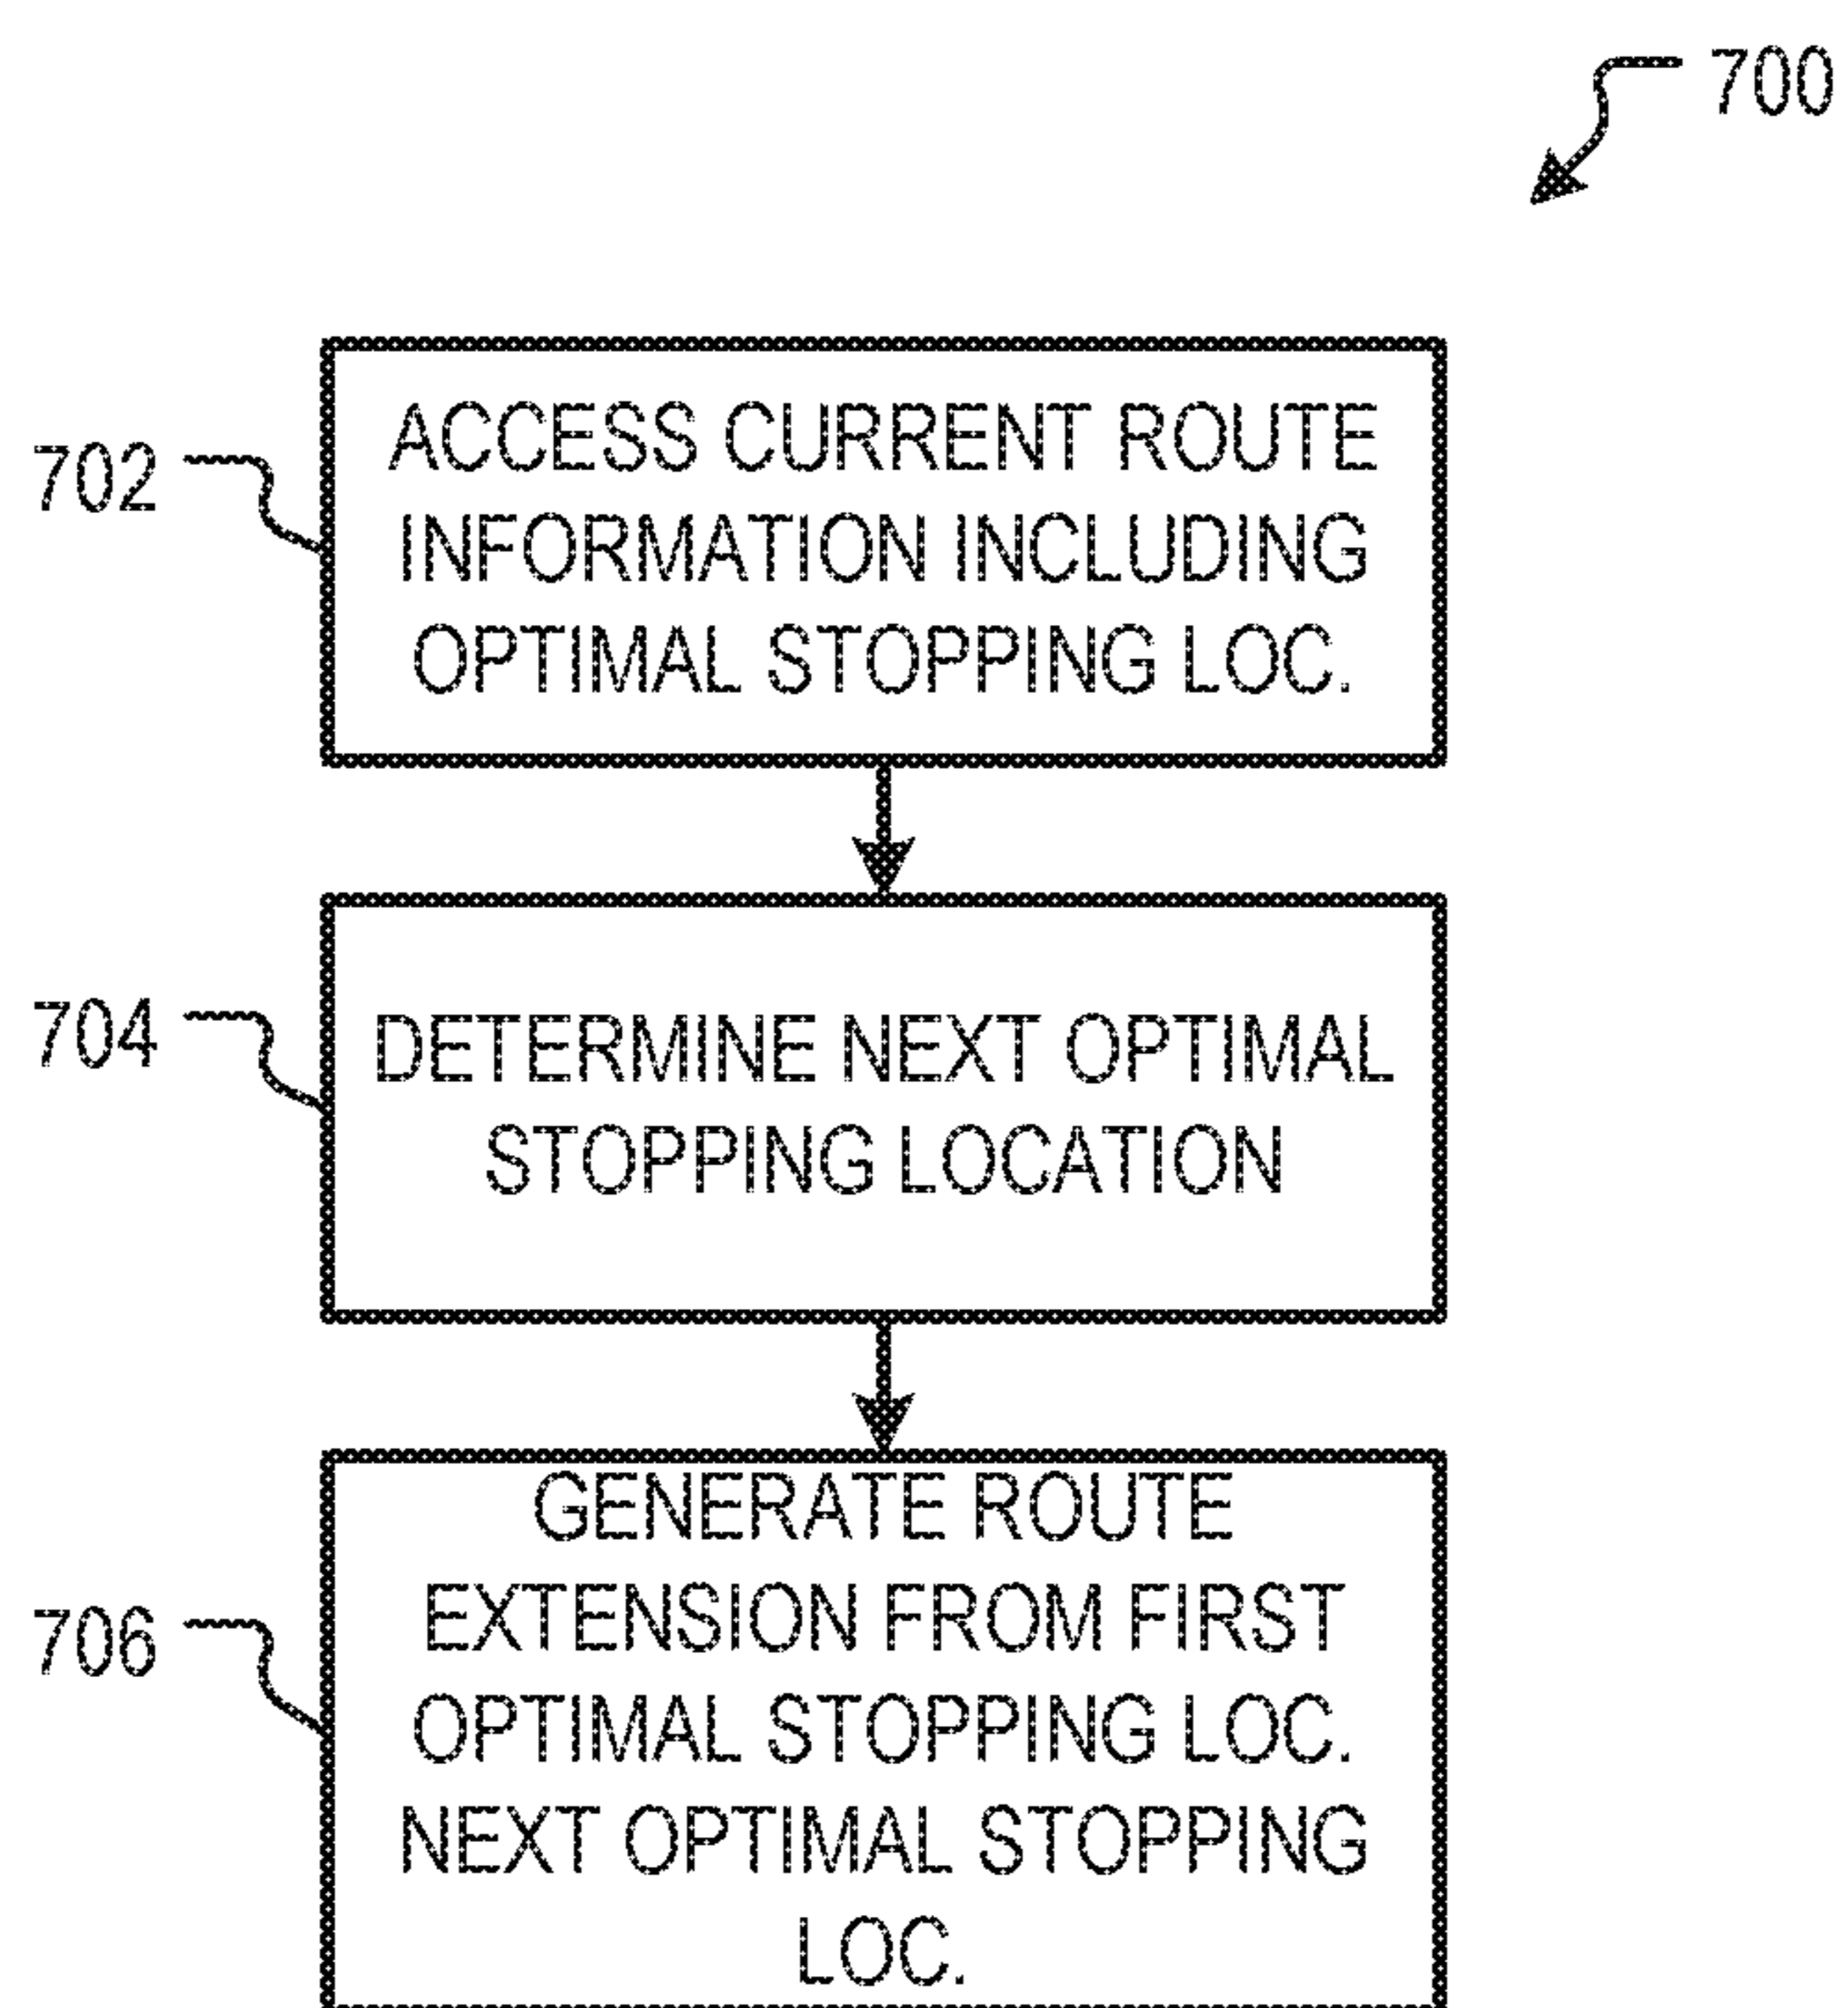 700
702
ACCESS CURRENT ROUTE
INFORMATION INCLUDING
OPTIMAL STOPPING LOC.
704
DETERMINE NEXT OPTIMAL
STOPPING LOCATION
706
GENERATE ROUTE
EXTENSION FROM FIRST
OPTIMAL STOPPING LOC.
NEXT OPTIMAL STOPPING
LOC.